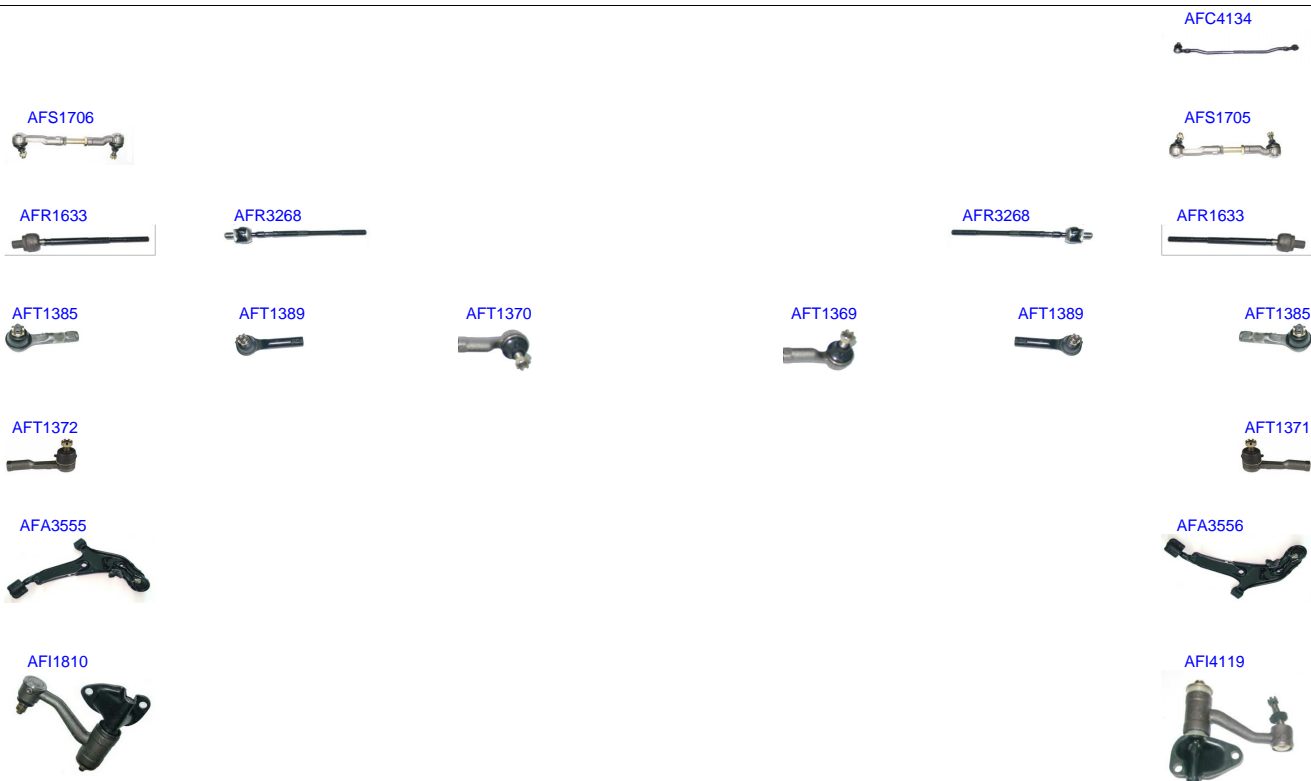 AFC4134
AFS1706 AFS1705
AFR1633 AFR3268 AFR3268 AFR1633
AFT1385 AFT1389 AFT1370 AFT1369 AFT1389 AFT1385
AFT1372 AFT1371
AFA3555 AFA3556
AFI1810 AFI4119